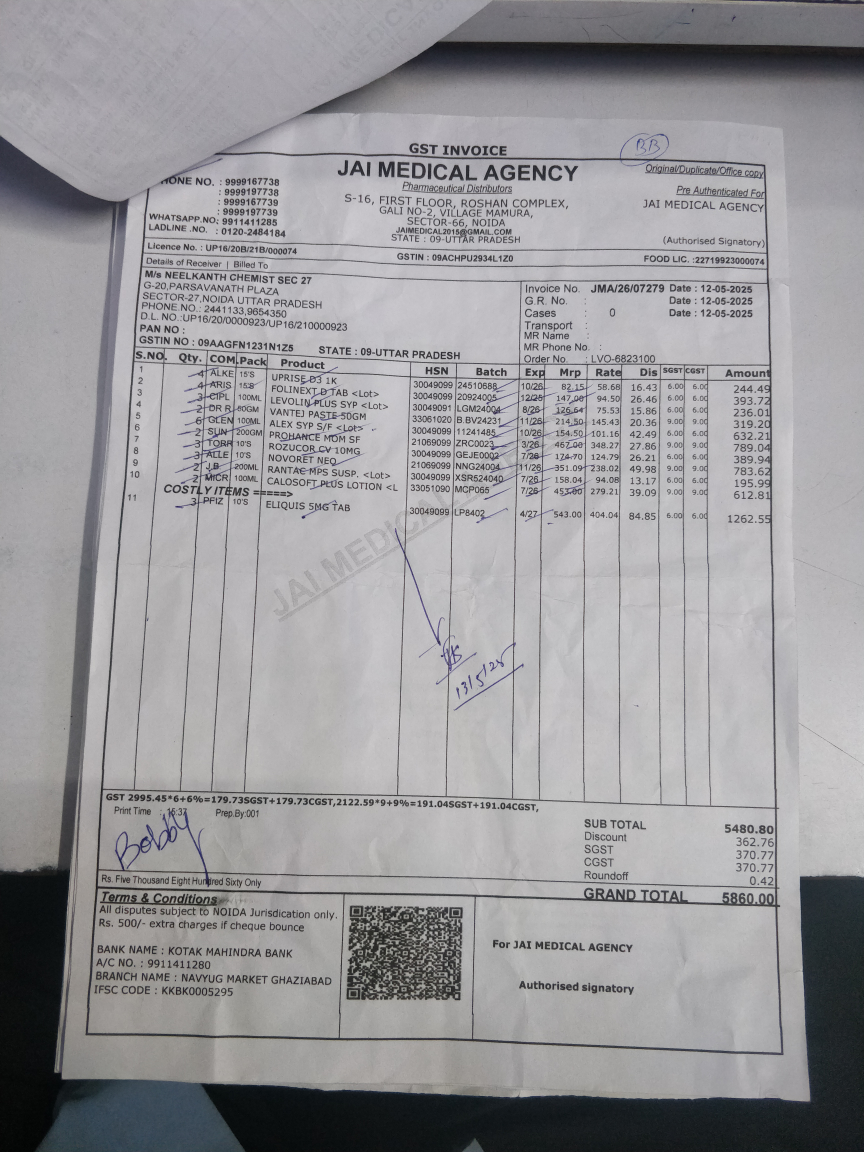 BB
GST INVOICE
Original/Duplicate/Office copy
JAI MEDICAL AGENCY
Pharmaceutical Distributors
S-16, FIRST FLOOR, ROSHAN COMPLEX,
GALI NO-2, VILLAGE MAMURA,
SECTOR-66, NOIDA
JAIMEDICAL2015@GMAIL.COM
STATE : 09-UTTAR PRADESH
HONE NO. : 9999167738
: 9999197738
: 9999167739
: 9999197739
WHATSAPP.NO: 9911411285
LADLINE .NO : 0120-2484184
Pre Authenticated For
JAI MEDICAL AGENCY
(Authorised Signatory)
Licence No. : UP16/20B/21B/000074 GSTIN : 09ACHPU2934L1Z0 FOOD LIC. :22719923000074
Details of Receiver | Billed To
M/s NEELKANTH CHEMIST SEC 27
G-20,PARSAVANATH PLAZA
SECTOR-27,NOIDA UTTAR PRADESH
PHONE.NO.: 2441133,9654350
D.L. NO.:UP16/20/0000923/UP16/210000923
PAN NO :
GSTIN NO : 09AAGFN1231N1Z5 STATE : 09-UTTAR PRADESH
Invoice No. JMA/26/07279 Date : 12-05-2025
G.R. No. : Date : 12-05-2025
Cases : 0 Date : 12-05-2025
Transport :
MR Name :
MR Phone No. :
Order No. : LVO-6823100
S.NO. Qty. COM. Pack Product HSN Batch Exp Mrp Rate Dis SGST CGST Amount
1 4 ALKE 15'S UPRISE D3 1K 30049099 24510688 10/26 82.15 58.68 16.43 6.00 6.00 244.49
2 4 ARIS 15'S FOLINEXT D TAB <Lot> 30049099 20924005 12/25 147.00 94.50 26.46 6.00 6.00 393.72
3 3 CIPL 100ML LEVOLIN PLUS SYP <Lot> 30049091 LGM24004 8/26 126.64 75.53 15.86 6.00 6.00 236.01
4 2 DR R 50GM VANTEJ PASTE 50GM 33061020 B.BV24231 11/26 214.50 145.43 20.36 9.00 9.00 319.20
5 6 GLEN 100ML ALEX SYP S/F <Lot> 30049099 11241485 10/26 154.50 101.16 42.49 6.00 6.00 632.21
6 2 SUN 200GM PROHANCE MOM SF 21069099 ZRC0023 3/26 467.00 348.27 27.86 9.00 9.00 789.04
7 3 TORR 10'S ROZUCOR CV 10MG 30049099 GEJE0002 7/26 174.70 124.79 26.21 6.00 6.00 389.94
8 3 ALLE 10'S NOVORET NEO 21069099 NNG24004 11/26 351.09 238.02 49.98 9.00 9.00 783.62
9 2 J.B 200ML RANTAC MPS SUSP. <Lot> 30049099 XSR524040 7/26 158.04 94.08 13.17 6.00 6.00 195.99
10 2 MICR 100ML CALOSOFT PLUS LOTION <L 33051090 MCP065 7/26 453.80 279.21 39.09 9.00 9.00 612.81
COSTLY ITEMS =====>
11 3 PFIZ 10'S ELIQUIS 5MG TAB 30049099 LP8402 4/27 543.00 404.04 84.85 6.00 6.00 1262.55
JAI MEDICAL
13/5/25
GST 2995.45*6+6%=179.73SGST+179.73CGST,2122.59*9+9%=191.04SGST+191.04CGST,
Print Time : 15:37 Prep.By:001
Bobby
SUB TOTAL 5480.80
Discount 362.76
SGST 370.77
CGST 370.77
Roundoff 0.42
Rs. Five Thousand Eight Hundred Sixty Only
GRAND TOTAL 5860.00
Terms & Conditions
All disputes subject to NOIDA Jurisdication only.
Rs. 500/- extra charges if cheque bounce
BANK NAME : KOTAK MAHINDRA BANK
A/C NO. : 9911411280
BRANCH NAME : NAVYUG MARKET GHAZIABAD
IFSC CODE : KKBK0005295
For JAI MEDICAL AGENCY
Authorised signatory